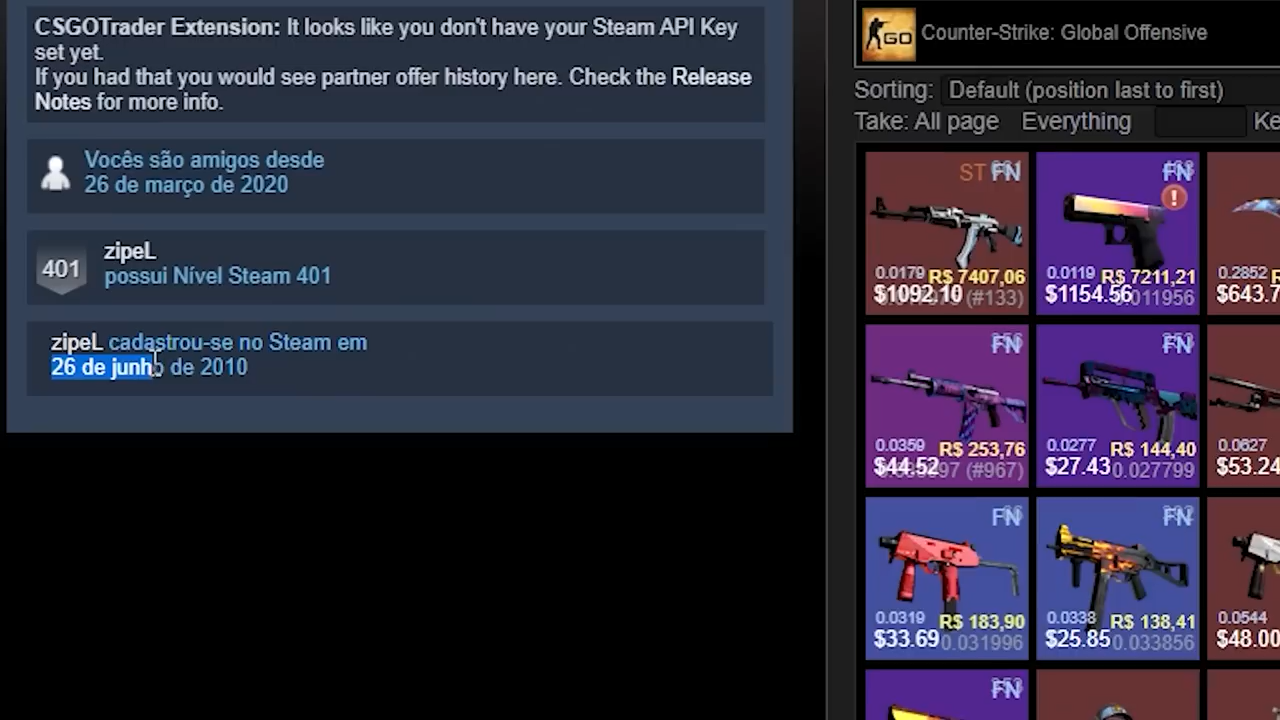 CSGOTrader Extension: It looks like you don't have your Steam API Key
set yet.
If you had that you would see partner offer history here. Check the Release
Notes for more info.
Vocês são amigos desde
26 de março de 2020
401
zipeL
possui Nível Steam 401
zipeL cadastrou-se no Steam em
26 de junho de 2010
GO
Counter-Strike: Global Offensive
Sorting: Default (position last to first)
Take: All page Everything Ke
ST FN
0.0179 R$ 7407,06
$1092.10 (#133)
FN
!
0.0119 R$ 7211,21
$1154.56 0.011956
0.2852 R
$643.7
FN
0.0359 R$ 253,76
$44.52 (#967)
FN
0.0277 R$ 144,40
$27.43 0.027799
0.0627
$53.24
FN
0.0319 R$ 183,90
$33.69 0.031996
FN
0.0338 R$ 138,41
$25.85 0.033856
0.0544
$48.00
FN